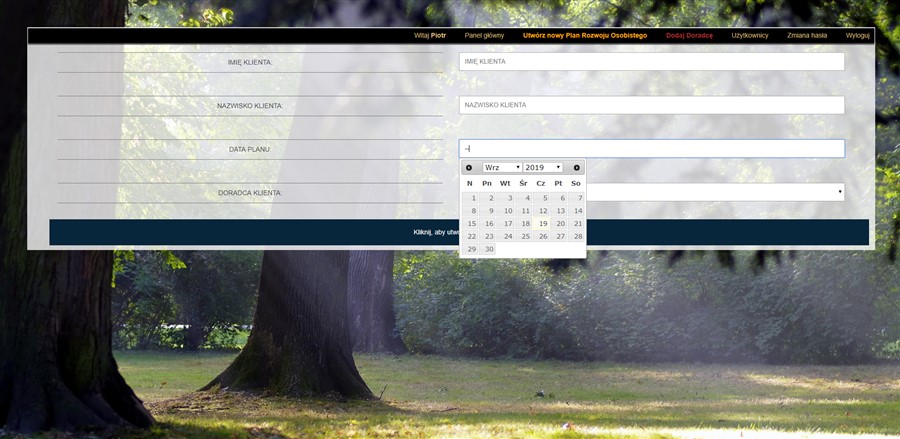 Witaj Piotr Panel główny Utwórz nowy Plan Rozwoju Osobistego Dodaj Doradcę Użytkownicy Zmiana hasła Wyloguj
IMIĘ KLIENTA: IMIĘ KLIENTA
NAZWISKO KLIENTA: NAZWISKO KLIENTA
DATA PLANU --
Wrz 2019
N Pn Wt Śr Cz Pt So
1 2 3 4 5 6 7
8 9 10 11 12 13 14
15 16 17 18 19 20 21
22 23 24 25 26 27 28
29 30
DORADCA KLIENTA:
Kliknij, aby utwo